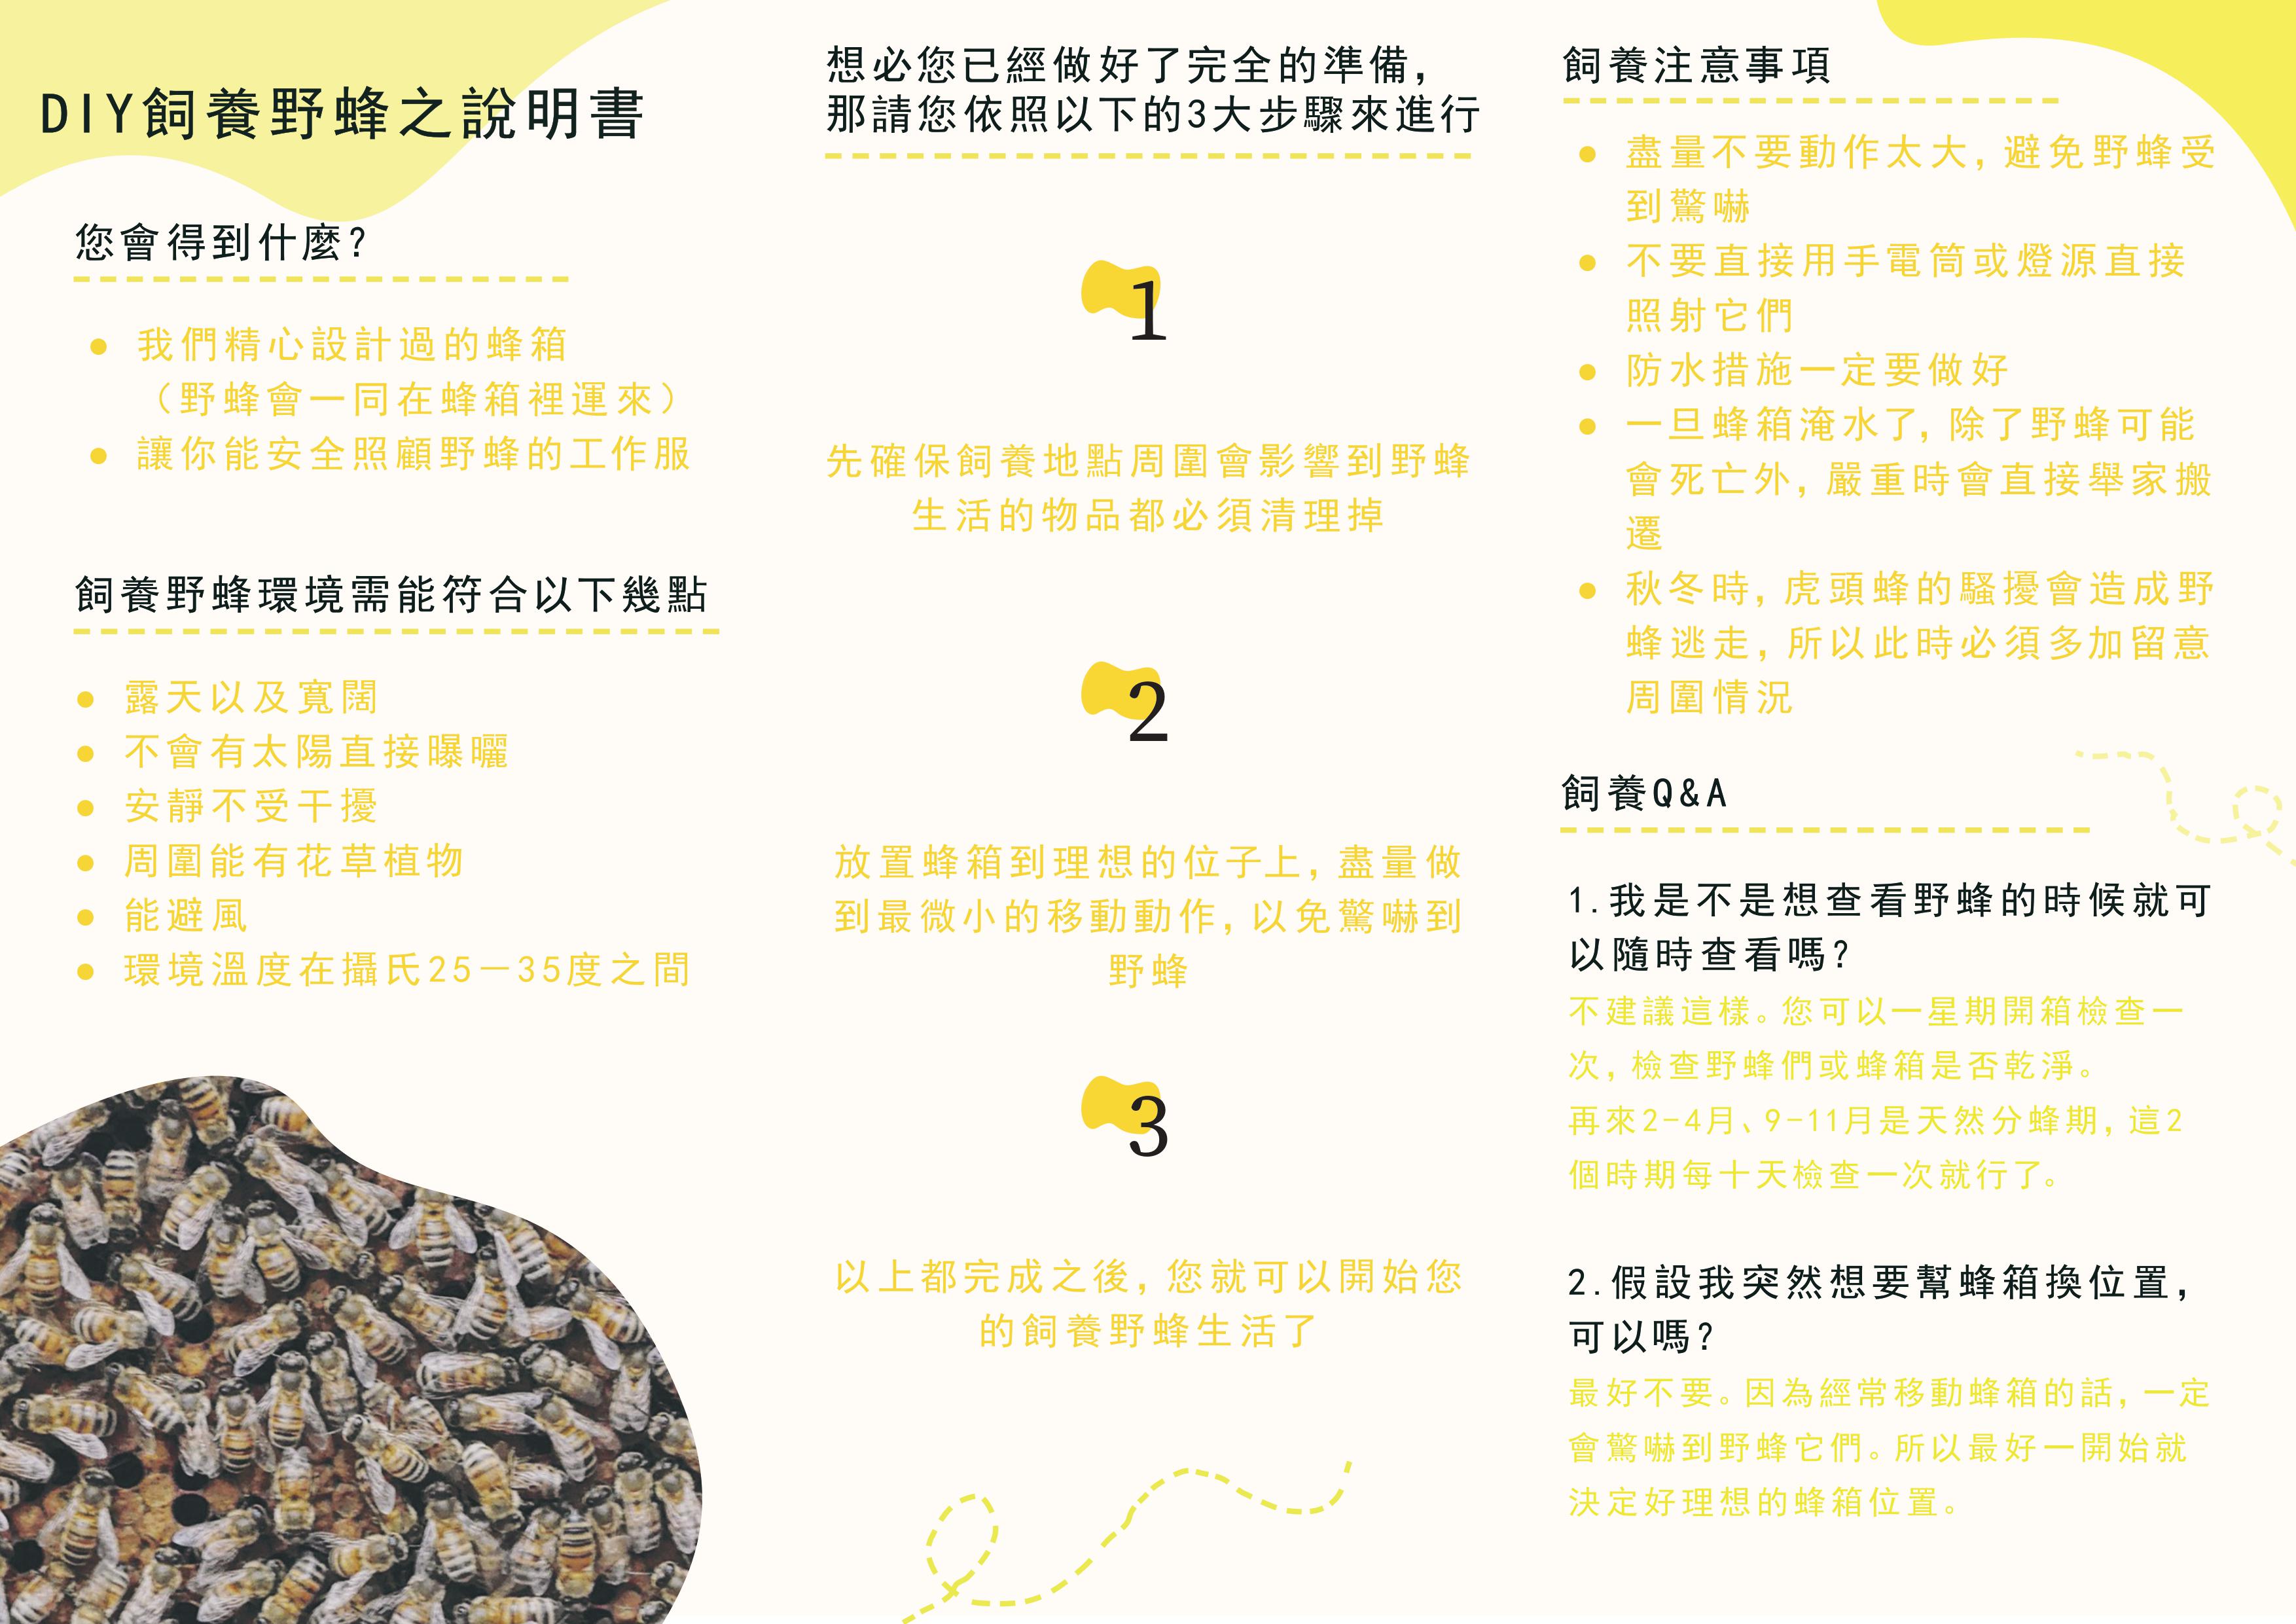 DIY飼養野蜂之說明書
您會得到什麼?
我們精心設計過的蜂箱
（野蜂會一同在蜂箱裡運來）
讓你能安全照顧野蜂的工作服
飼養野蜂環境需能符合以下幾點
露天以及寬闊
不會有太陽直接曝曬
安靜不受干擾
周圍能有花草植物
能避風
環境溫度在攝氏25－35度之間
想必您已經做好了完全的準備，
那請您依照以下的3大步驟來進行
1
先確保飼養地點周圍會影響到野蜂
生活的物品都必須清理掉
2
放置蜂箱到理想的位子上，盡量做
到最微小的移動動作，以免驚嚇到
野蜂
3
以上都完成之後，您就可以開始您
的飼養野蜂生活了
飼養注意事項
盡量不要動作太大，避免野蜂受
到驚嚇
不要直接用手電筒或燈源直接
照射它們
防水措施一定要做好
一旦蜂箱淹水了，除了野蜂可能
會死亡外，嚴重時會直接舉家搬
遷
秋冬時，虎頭蜂的騷擾會造成野
蜂逃走，所以此時必須多加留意
周圍情況
飼養Q&A
1.我是不是想查看野蜂的時候就可
以隨時查看嗎?
不建議這樣。您可以一星期開箱檢查一
次，檢查野蜂們或蜂箱是否乾淨。
再來2-4月、9-11月是天然分蜂期，這2
個時期每十天檢查一次就行了。
2.假設我突然想要幫蜂箱換位置，
可以嗎?
最好不要。因為經常移動蜂箱的話，一定
會驚嚇到野蜂它們。所以最好一開始就
決定好理想的蜂箱位置。